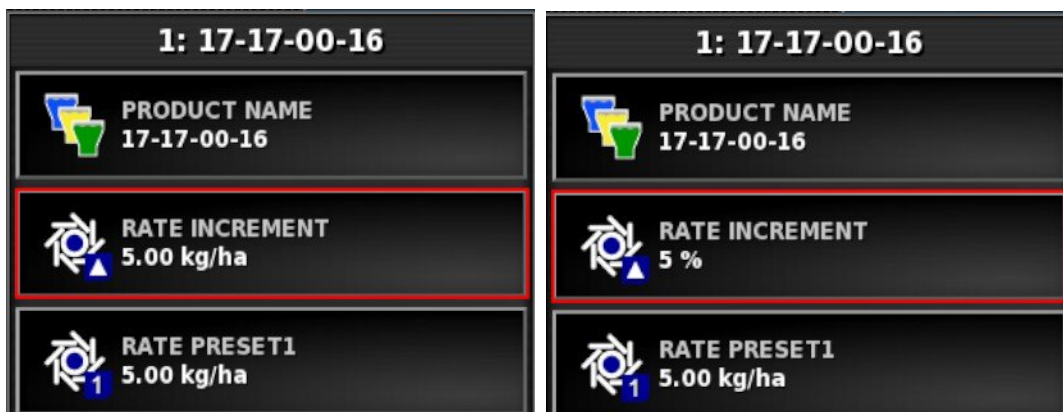 1: 17-17-00-16
PRODUCT NAME
17-17-00-16
RATE INCREMENT
5.00 kg/ha
RATE PRESET1
1
5.00 kg/ha
1: 17-17-00-16
PRODUCT NAME
17-17-00-16
RATE INCREMENT
5 %
RATE PRESET1
1
5.00 kg/ha